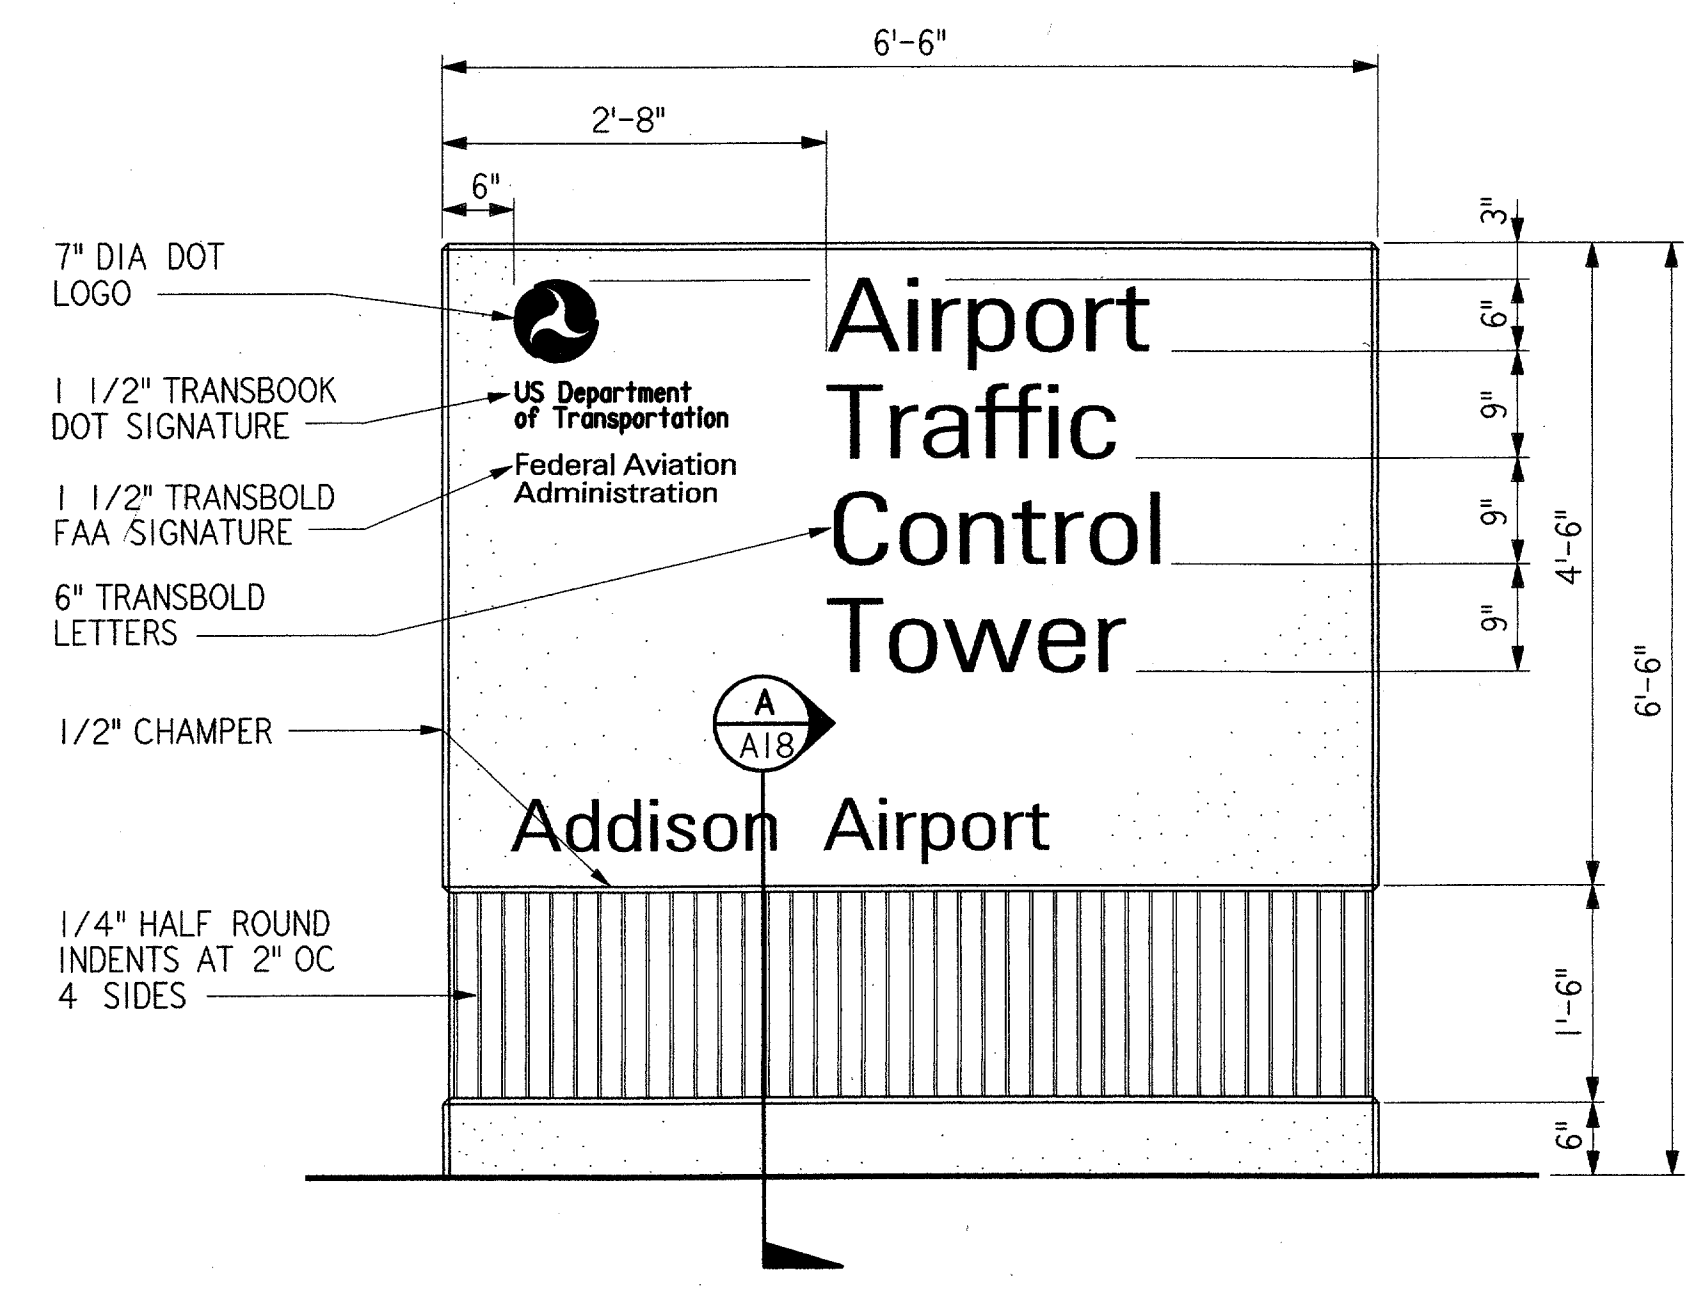 6'-6"
2'-8"
6"
3"
7" DIA DOT
LOGO
1 1/2" TRANSBOOK
DOT SIGNATURE
1 1/2" TRANSBOLD
FAA SIGNATURE
6" TRANSBOLD
LETTERS
1/2" CHAMPER
1/4" HALF ROUND
INDENTS AT 2" OC
4 SIDES
US Department
of Transportation
Federal Aviation
Administration
Airport
Traffic
Control
Tower
A
A18
Addison Airport
6"
9"
9"
9"
4'-6"
6'-6"
1'-6"
6"